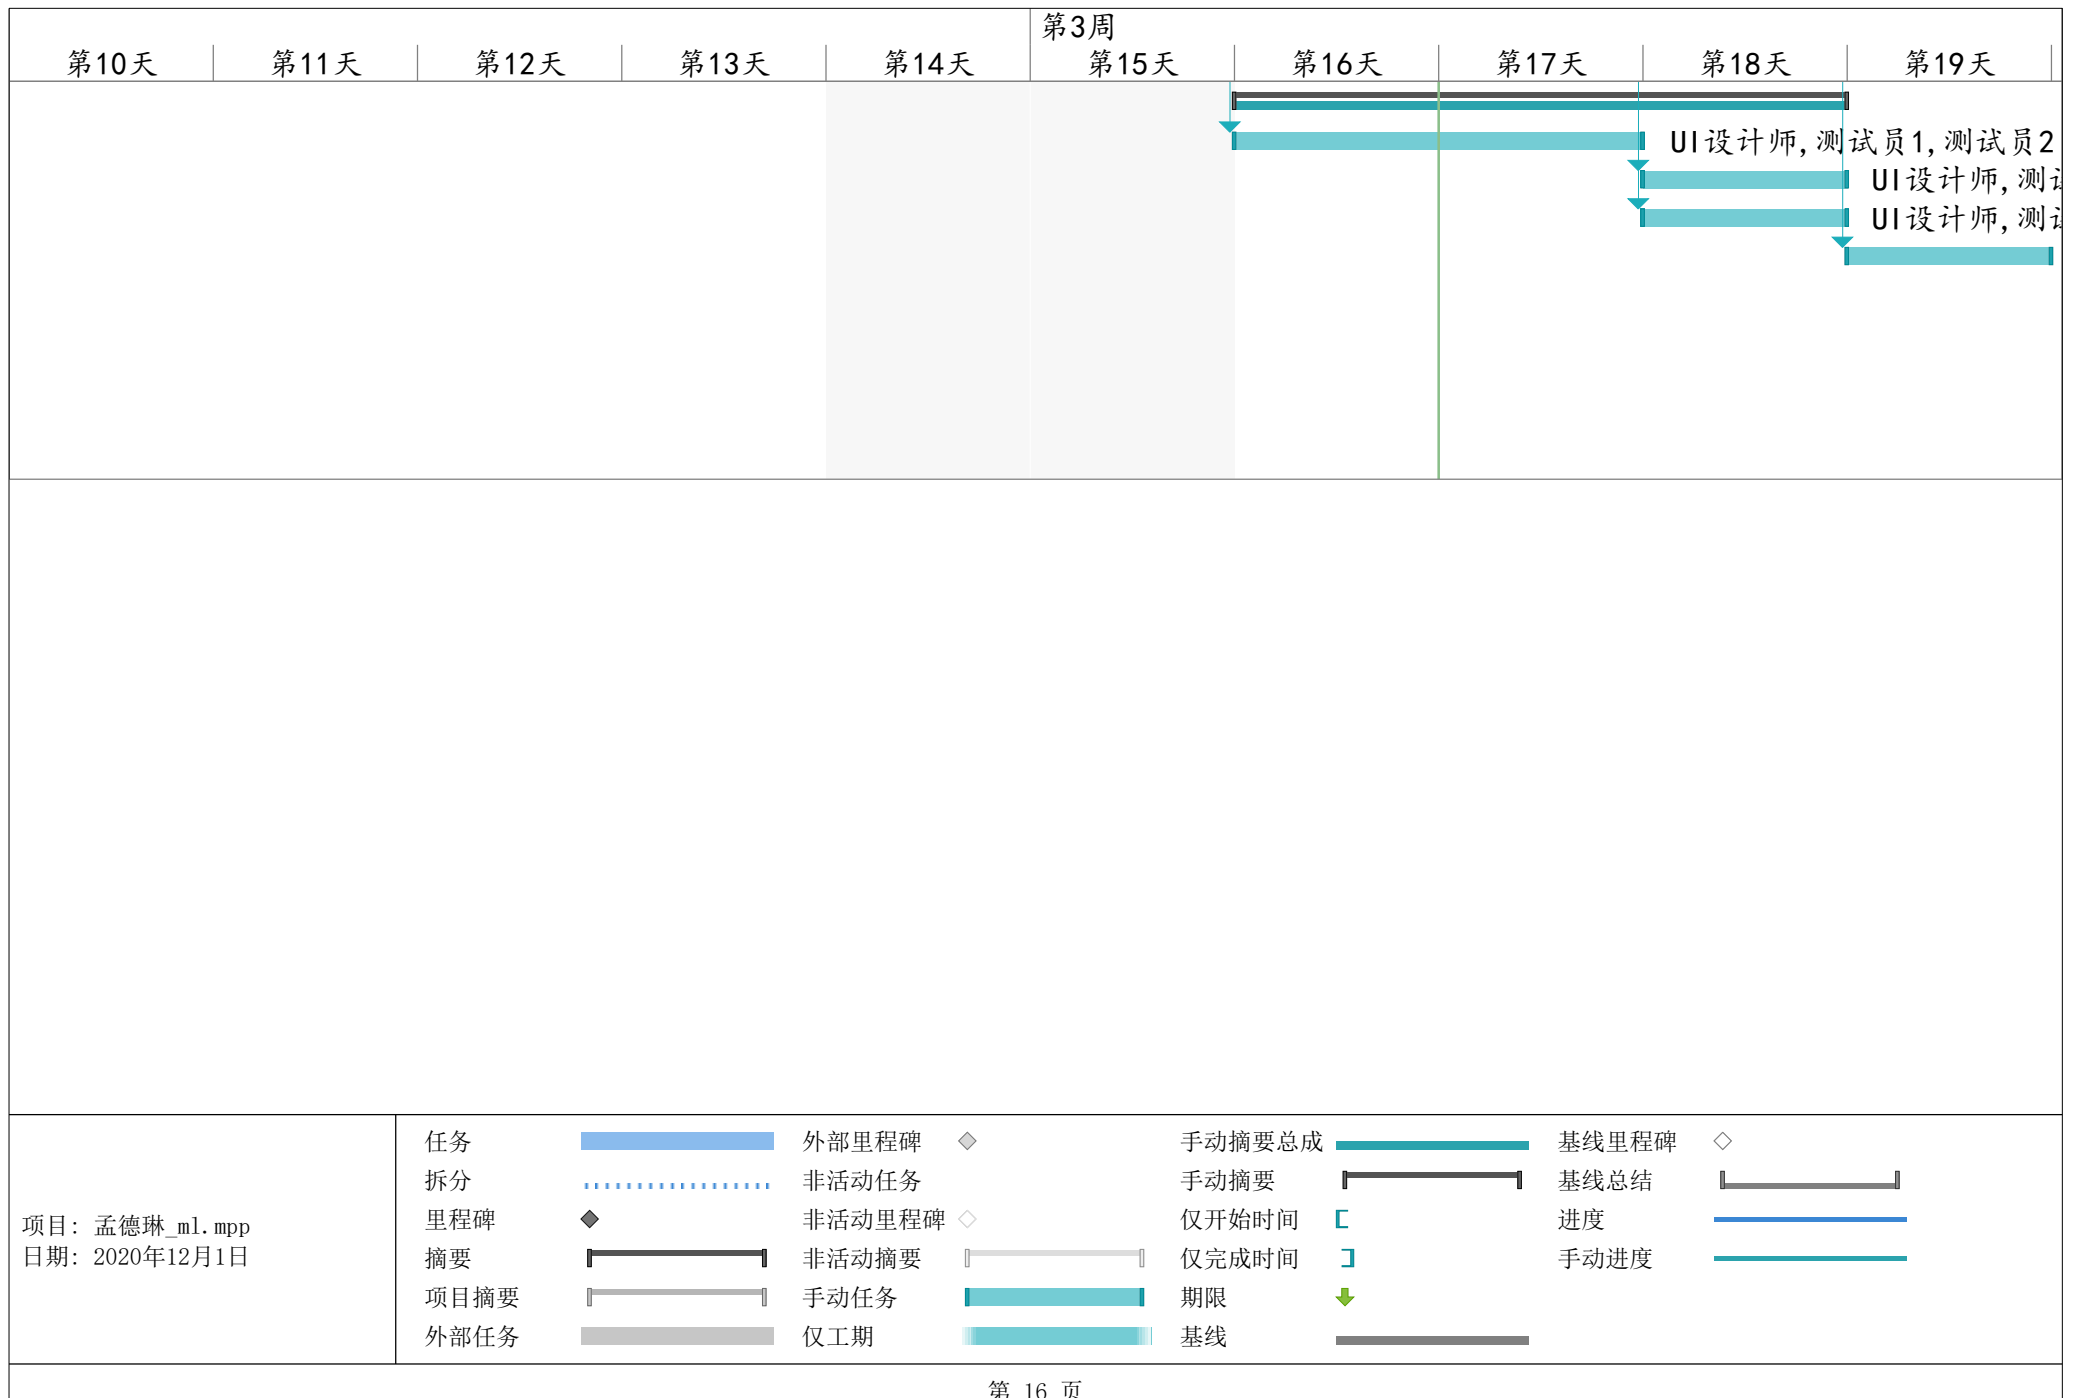 第3周
第10天 第11天 第12天 第13天 第14天 第15天 第16天 第17天 第18天 第19天
UI设计师,测试员1,测试员2
UI设计师,测试
UI设计师,测试
任务 外部里程碑 手动摘要总成 基线里程碑
拆分 非活动任务 手动摘要 基线总结
里程碑 非活动里程碑 仅开始时间 进度
摘要 非活动摘要 仅完成时间 手动进度
项目摘要 手动任务 期限
外部任务 仅工期 基线
项目: 孟德琳_ml.mpp
日期: 2020年12月1日
第 16 页